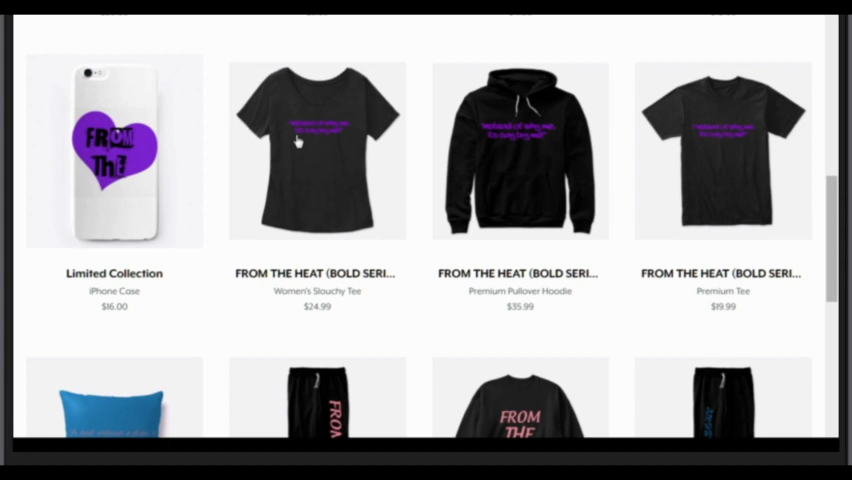 FROM
ThE
Limited Collection
iPhone Case
$16.00
FROM THE HEAT (BOLD SERI...
Women's Slouchy Tee
$24.99
FROM THE HEAT (BOLD SERI...
Premium Pullover Hoodie
$35.99
FROM THE HEAT (BOLD SERI...
Premium Tee
$19.99
FROM
FROM
THE